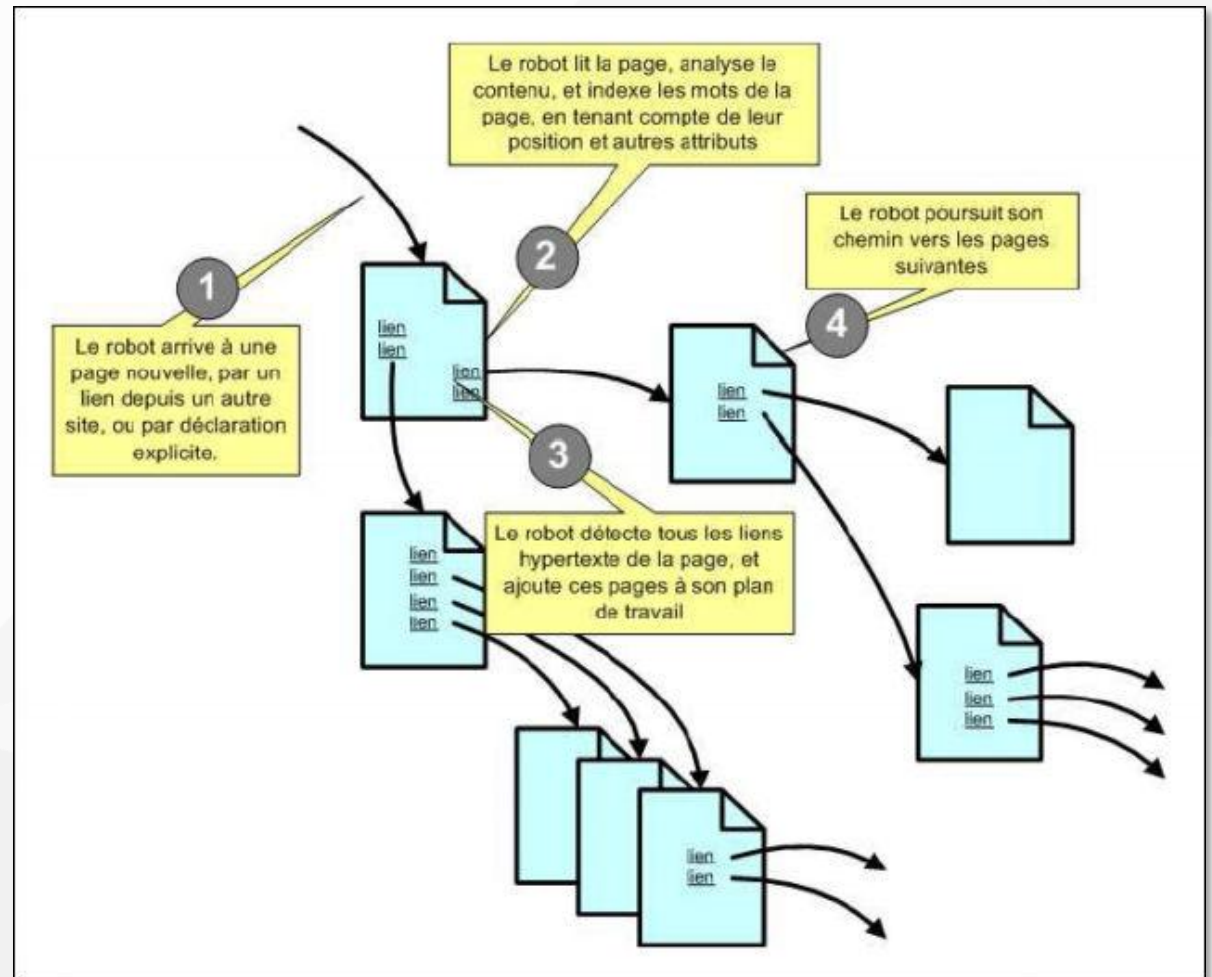 Le robot lit la page, analyse le
contenu, et indexe les mots de la
page, en tenant compte de leur
position et autres attributs
Le robot poursuit son
chemin vers les pages
suivantes
2
1
4
Le robot arrive à une
page nouvelle, par un
lien depuis un autre
site, ou par déclaration
explicite.
lien
lien
lien
lien
lien
lien
3
Le robot détecte tous les liens
hypertexte de la page, et
ajoute ces pages à son plan
de travail
lien
lien
lien
lien
lien
lien
lien
lien
lien